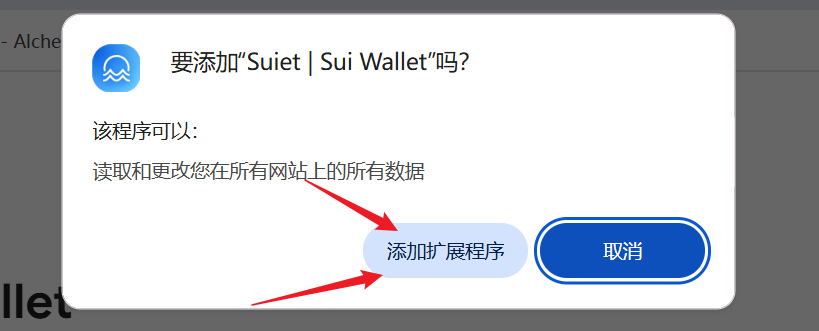 - Alche
要添加“Suiet | Sui Wallet”吗?
该程序可以:
读取和更改您在所有网站上的所有数据
添加扩展程序
取消
llet